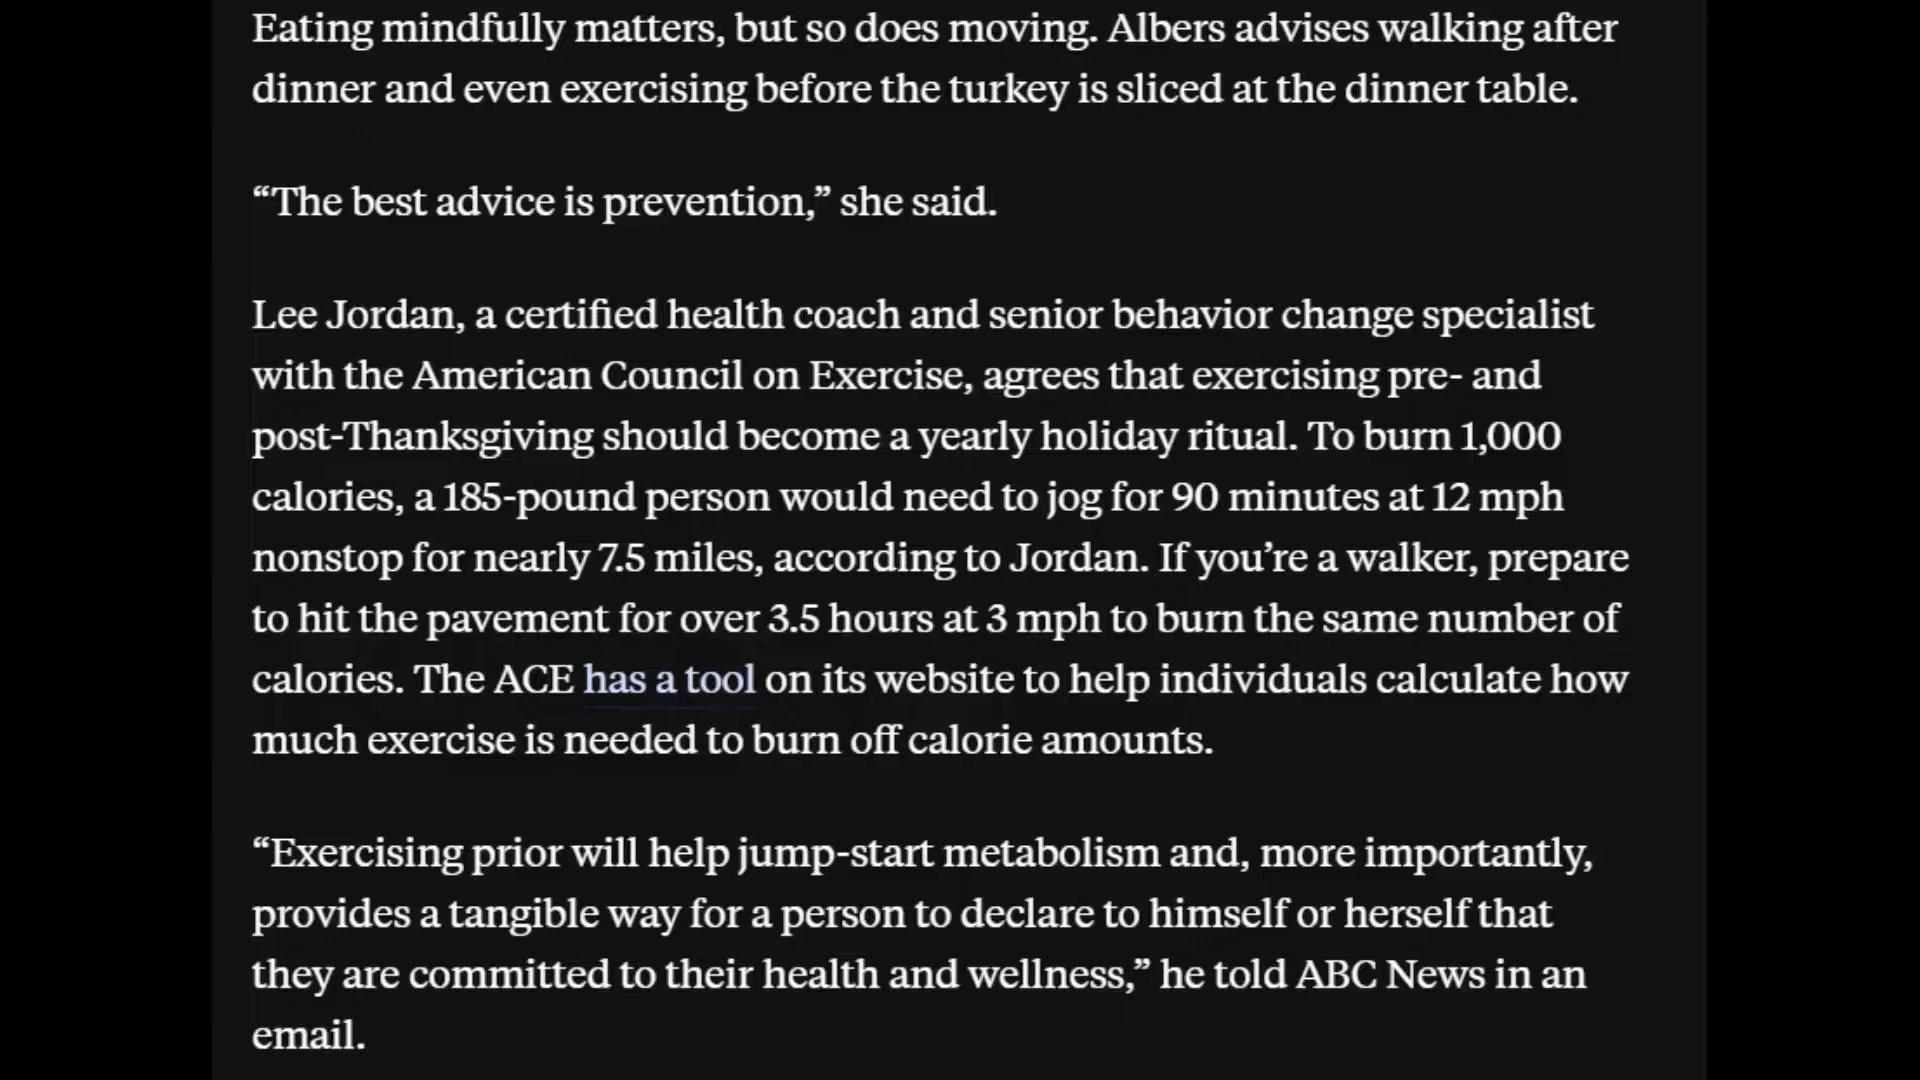 Eating mindfully matters, but so does moving. Albers advises walking after
dinner and even exercising before the turkey is sliced at the dinner table.
“The best advice is prevention,” she said.
Lee Jordan, a certified health coach and senior behavior change specialist
with the American Council on Exercise, agrees that exercising pre- and
post-Thanksgiving should become a yearly holiday ritual. To burn 1,000
calories, a 185-pound person would need to jog for 90 minutes at 12 mph
nonstop for nearly 7.5 miles, according to Jordan. If you’re a walker, prepare
to hit the pavement for over 3.5 hours at 3 mph to burn the same number of
calories. The ACE has a tool on its website to help individuals calculate how
much exercise is needed to burn off calorie amounts.
“Exercising prior will help jump-start metabolism and, more importantly,
provides a tangible way for a person to declare to himself or herself that
they are committed to their health and wellness,” he told ABC News in an
email.